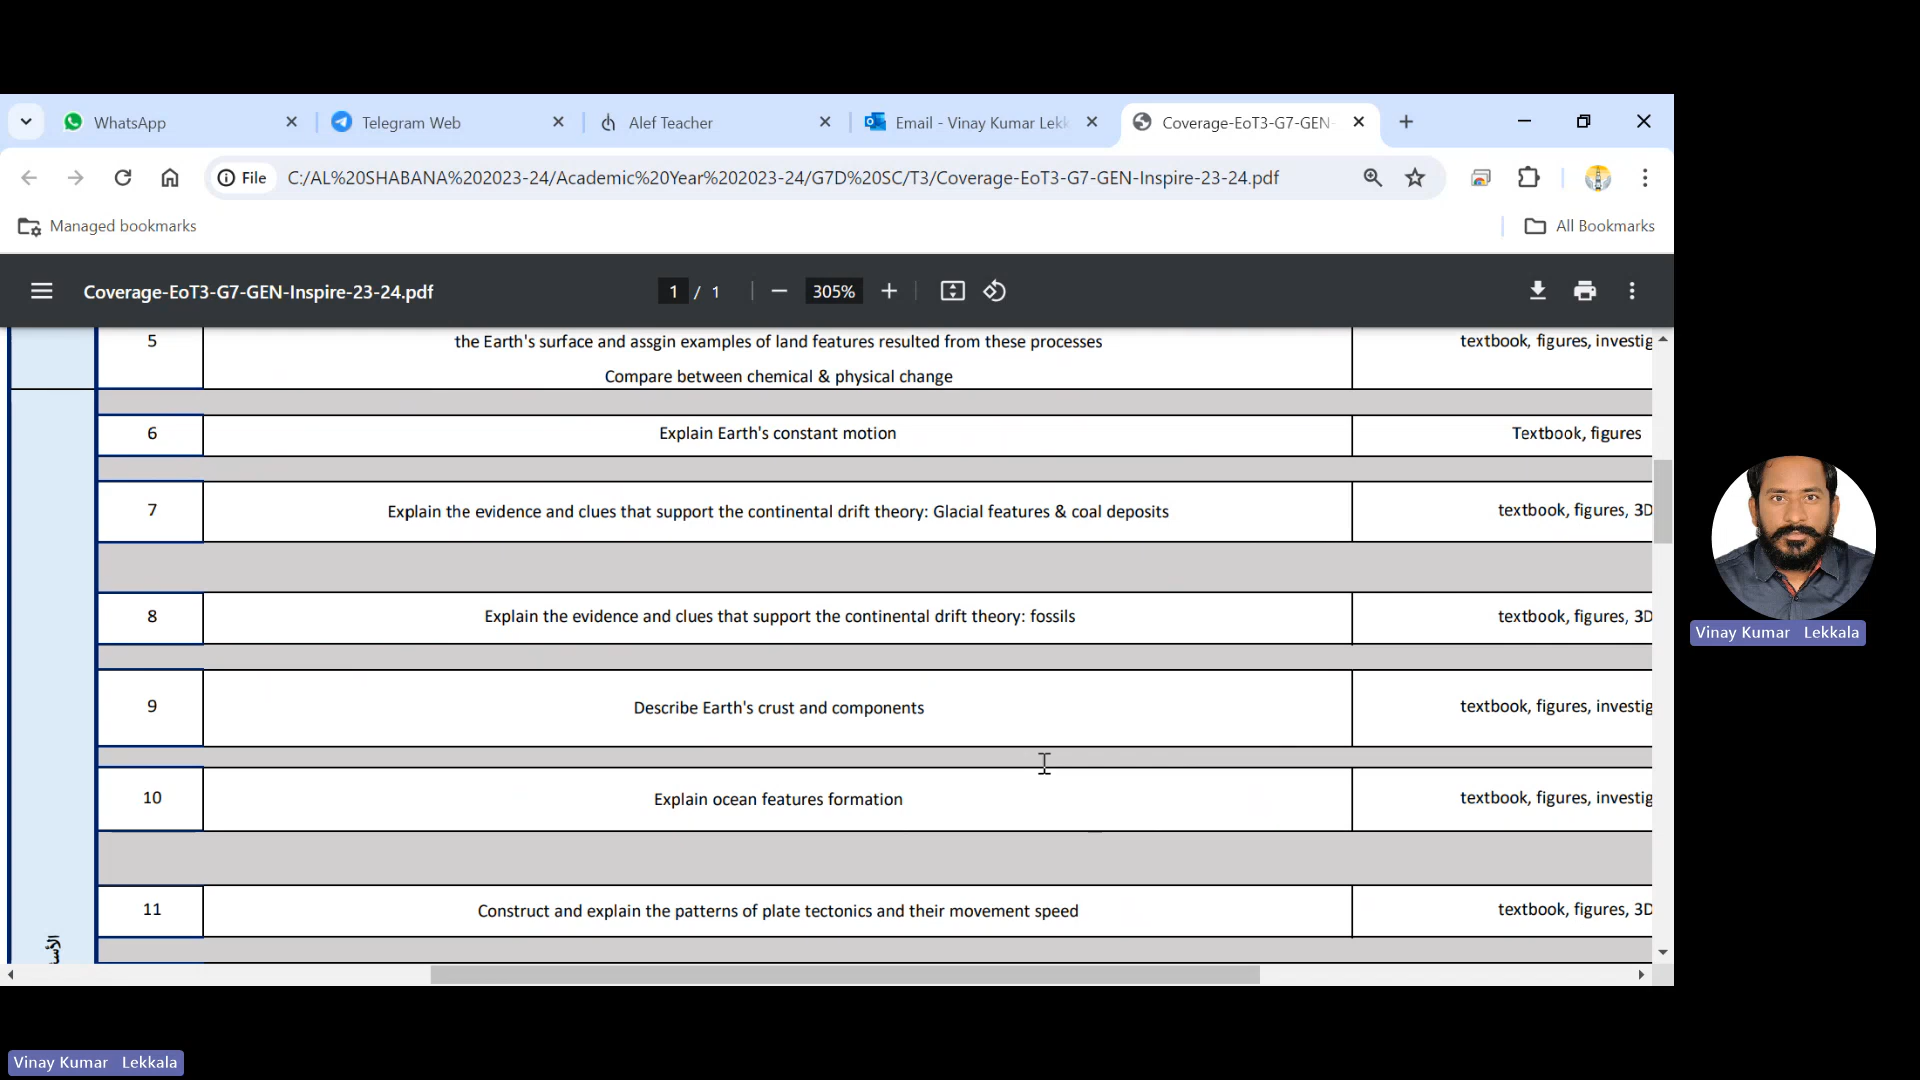 WhatsApp
Telegram Web
Alef Teacher
Email - Vinay Kumar Lekk
Coverage-EoT3-G7-GEN-
File
C:/AL%20SHABANA%202023-24/Academic%20Year%202023-24/G7D%20SC/T3/Coverage-EoT3-G7-GEN-Inspire-23-24.pdf
Managed bookmarks
All Bookmarks
Coverage-EoT3-G7-GEN-Inspire-23-24.pdf
1 / 1
305%
5
the Earth's surface and assgin examples of land features resulted from these processes
textbook, figures, investig
Compare between chemical & physical change
6
Explain Earth's constant motion
Textbook, figures
7
Explain the evidence and clues that support the continental drift theory: Glacial features & coal deposits
textbook, figures, 3D
8
Explain the evidence and clues that support the continental drift theory: fossils
textbook, figures, 3D
9
Describe Earth's crust and components
textbook, figures, investig
10
Explain ocean features formation
textbook, figures, investig
11
Construct and explain the patterns of plate tectonics and their movement speed
textbook, figures, 3D
Vinay Kumar Lekkala
Vinay Kumar Lekkala